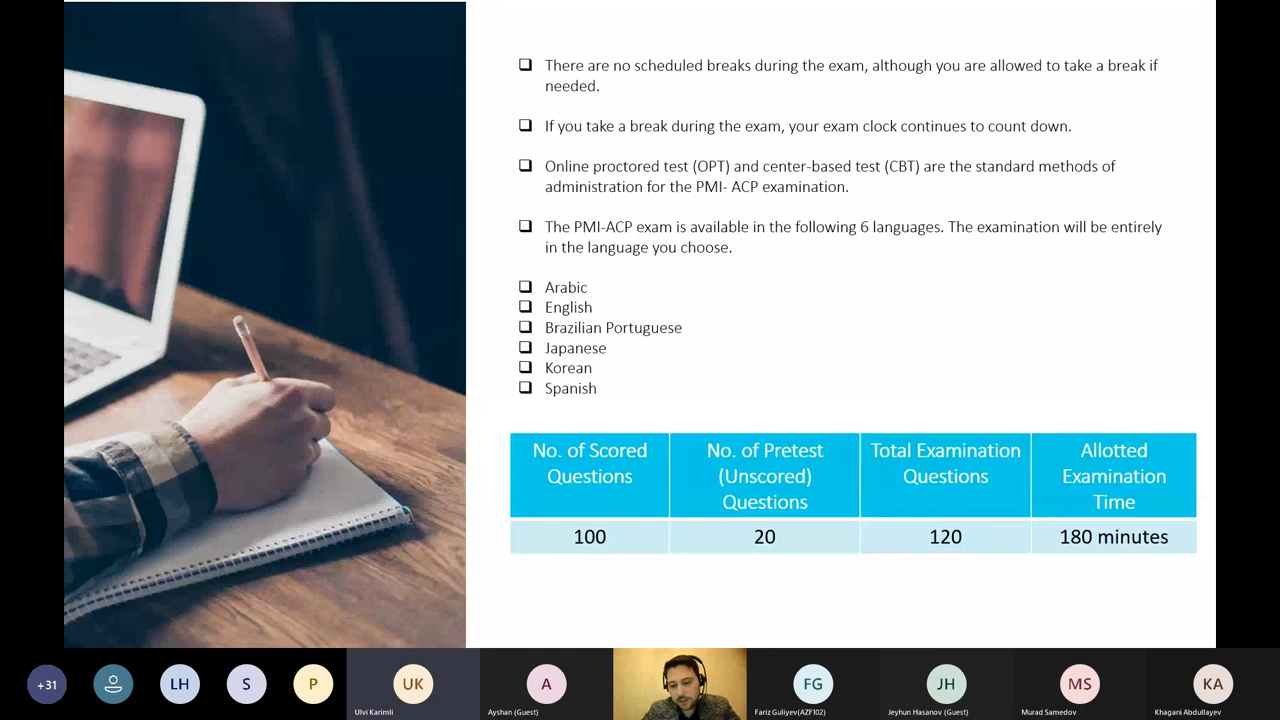 There are no scheduled breaks during the exam, although you are allowed to take a break if
needed.
If you take a break during the exam, your exam clock continues to count down.
Online proctored test (OPT) and center-based test (CBT) are the standard methods of
administration for the PMI- ACP examination.
The PMI-ACP exam is available in the following 6 languages. The examination will be entirely
in the language you choose.
Arabic
English
Brazilian Portuguese
Japanese
Korean
Spanish
No. of Scored
Questions
No. of Pretest
(Unscored)
Questions
Total Examination
Questions
Allotted
Examination
Time
100
20
120
180 minutes
+31
LH
S
P
UK
Ulvi Karimli
A
Ayshan (Guest)
FG
Fariz Guliyev(AZF102)
JH
Jeyhun Hasanov (Guest)
MS
Murad Samedov
KA
Khagani Abdullayev